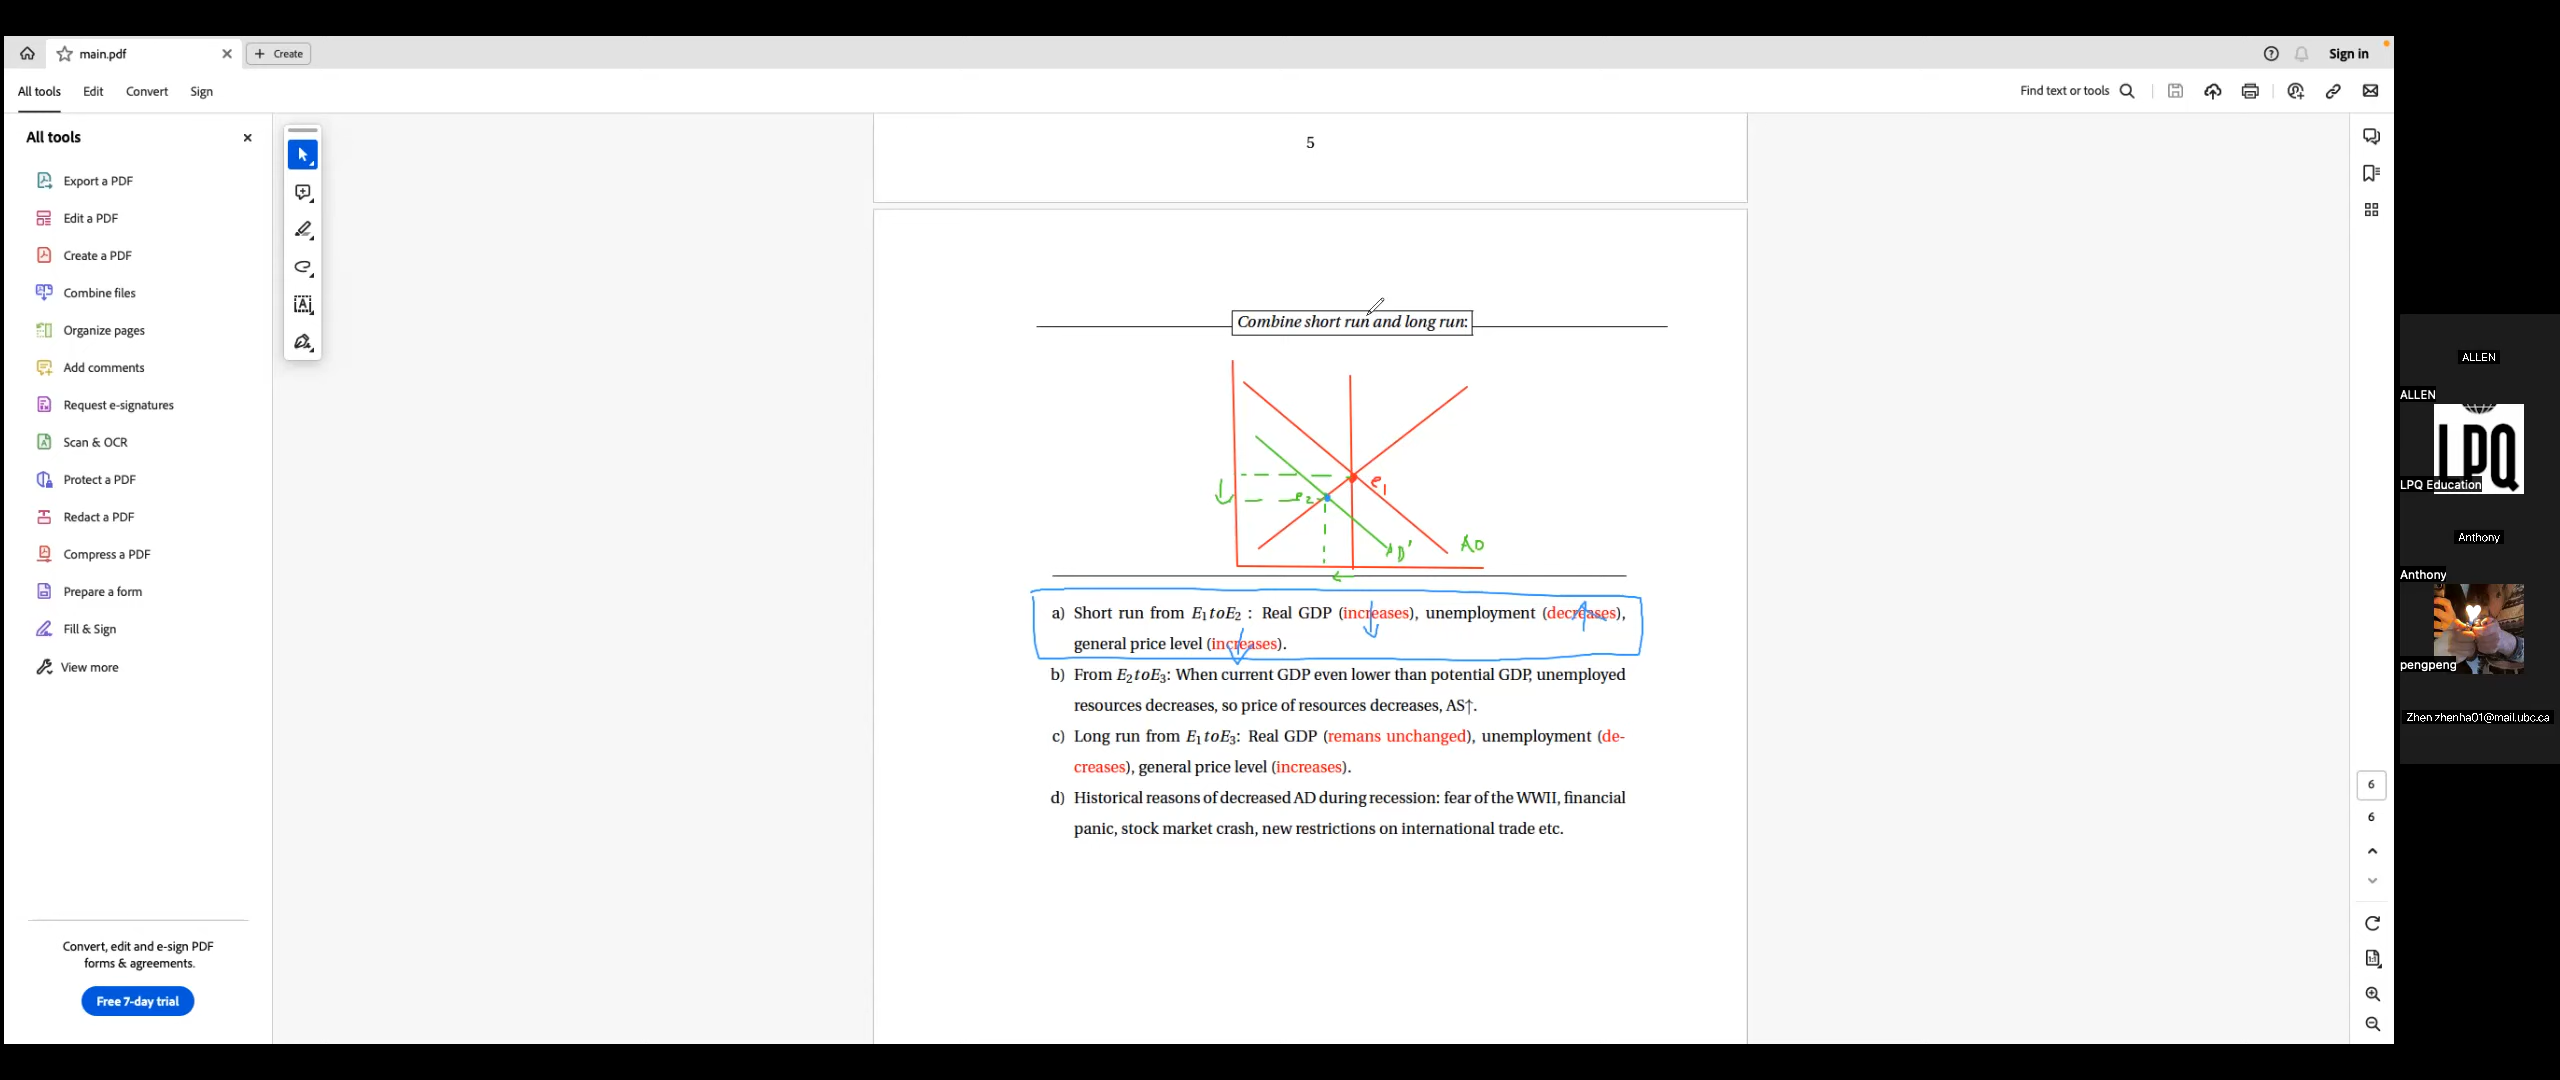 main.pdf
Create
Sign in
All tools
Edit
Convert
Sign
Find text or tools
All tools
Export a PDF
Edit a PDF
Create a PDF
Combine files
Organize pages
Add comments
Request e-signatures
Scan & OCR
Protect a PDF
Redact a PDF
Compress a PDF
Prepare a form
Fill & Sign
View more
Convert, edit and e-sign PDF
forms & agreements.
Free 7-day trial
5
Combine short run and long run:
e1
e2
AD'
AD
a) Short run from E1toE2 : Real GDP (increases), unemployment (decreases),
general price level (increases).
b) From E2toE3: When current GDP even lower than potential GDP, unemployed
resources decreases, so price of resources decreases, AS↑.
c) Long run from E1toE3: Real GDP (remans unchanged), unemployment (de-
creases), general price level (increases).
d) Historical reasons of decreased AD during recession: fear of the WWII, financial
panic, stock market crash, new restrictions on international trade etc.
6
6
ALLEN
ALLEN
LPQ
LPQ Education
Anthony
Anthony
pengpeng
Zhen zhenha01@mail.ubc.ca